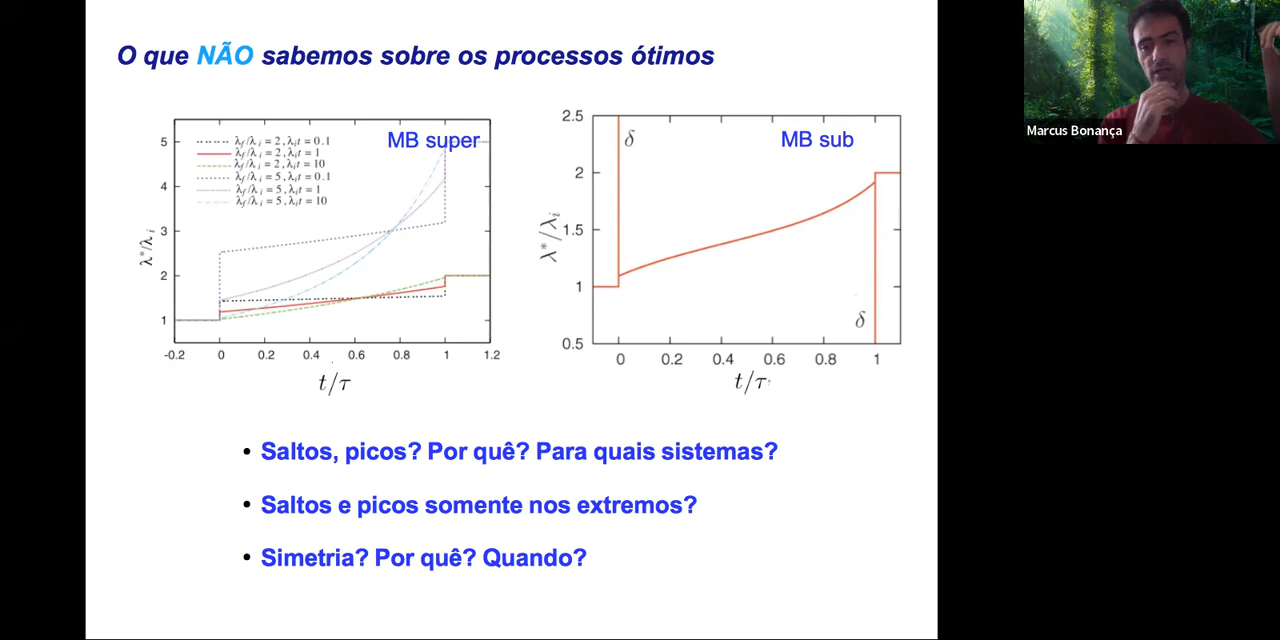 O que NÃO sabemos sobre os processos ótimos
Marcus Bonança
MB super
λf/λi = 2, λit = 0.1
λf/λi = 2, λit = 1
λf/λi = 2, λit = 10
λf/λi = 5, λit = 0.1
λf/λi = 5, λit = 1
λf/λi = 5, λit = 10
5
4
3
2
1
λ*/λi
-0.2 0 0.2 0.4 0.6 0.8 1 1.2
t/τ
MB sub
δ
δ
2.5
2
1.5
1
0.5
λ*/λi
0 0.2 0.4 0.6 0.8 1
t/τ
• Saltos, picos? Por quê? Para quais sistemas?
• Saltos e picos somente nos extremos?
• Simetria? Por quê? Quando?